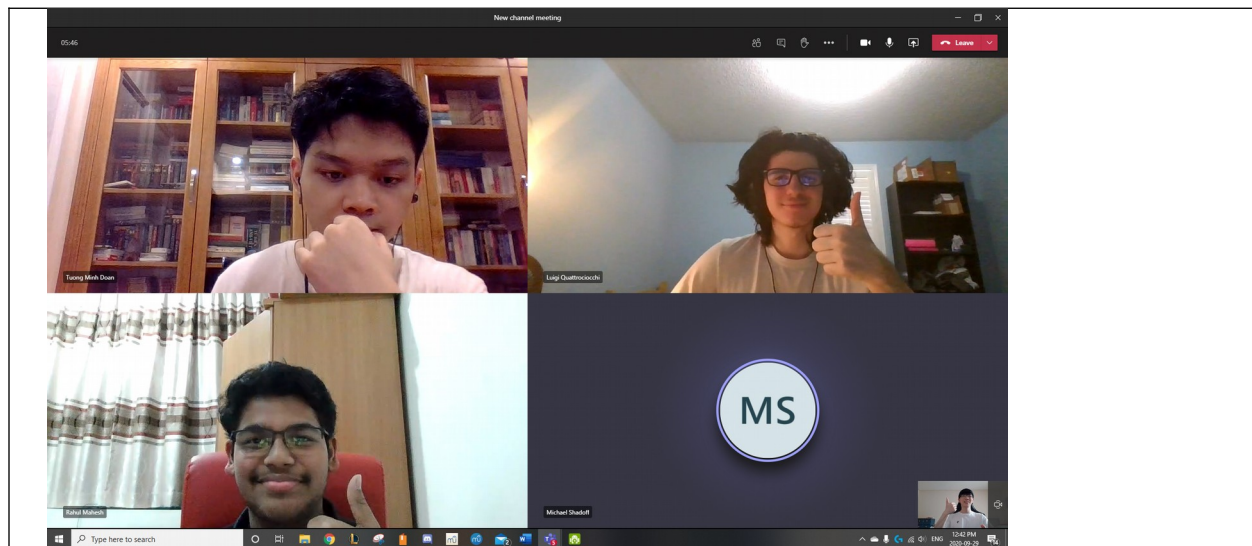 New channel meeting
05:46
Leave
Tuong Minh Doan
Luigi Quattrociocchi
MS
Rahul Mahesh
Michael Shadoff
Type here to search
ENG
12:42 PM
2020-09-29